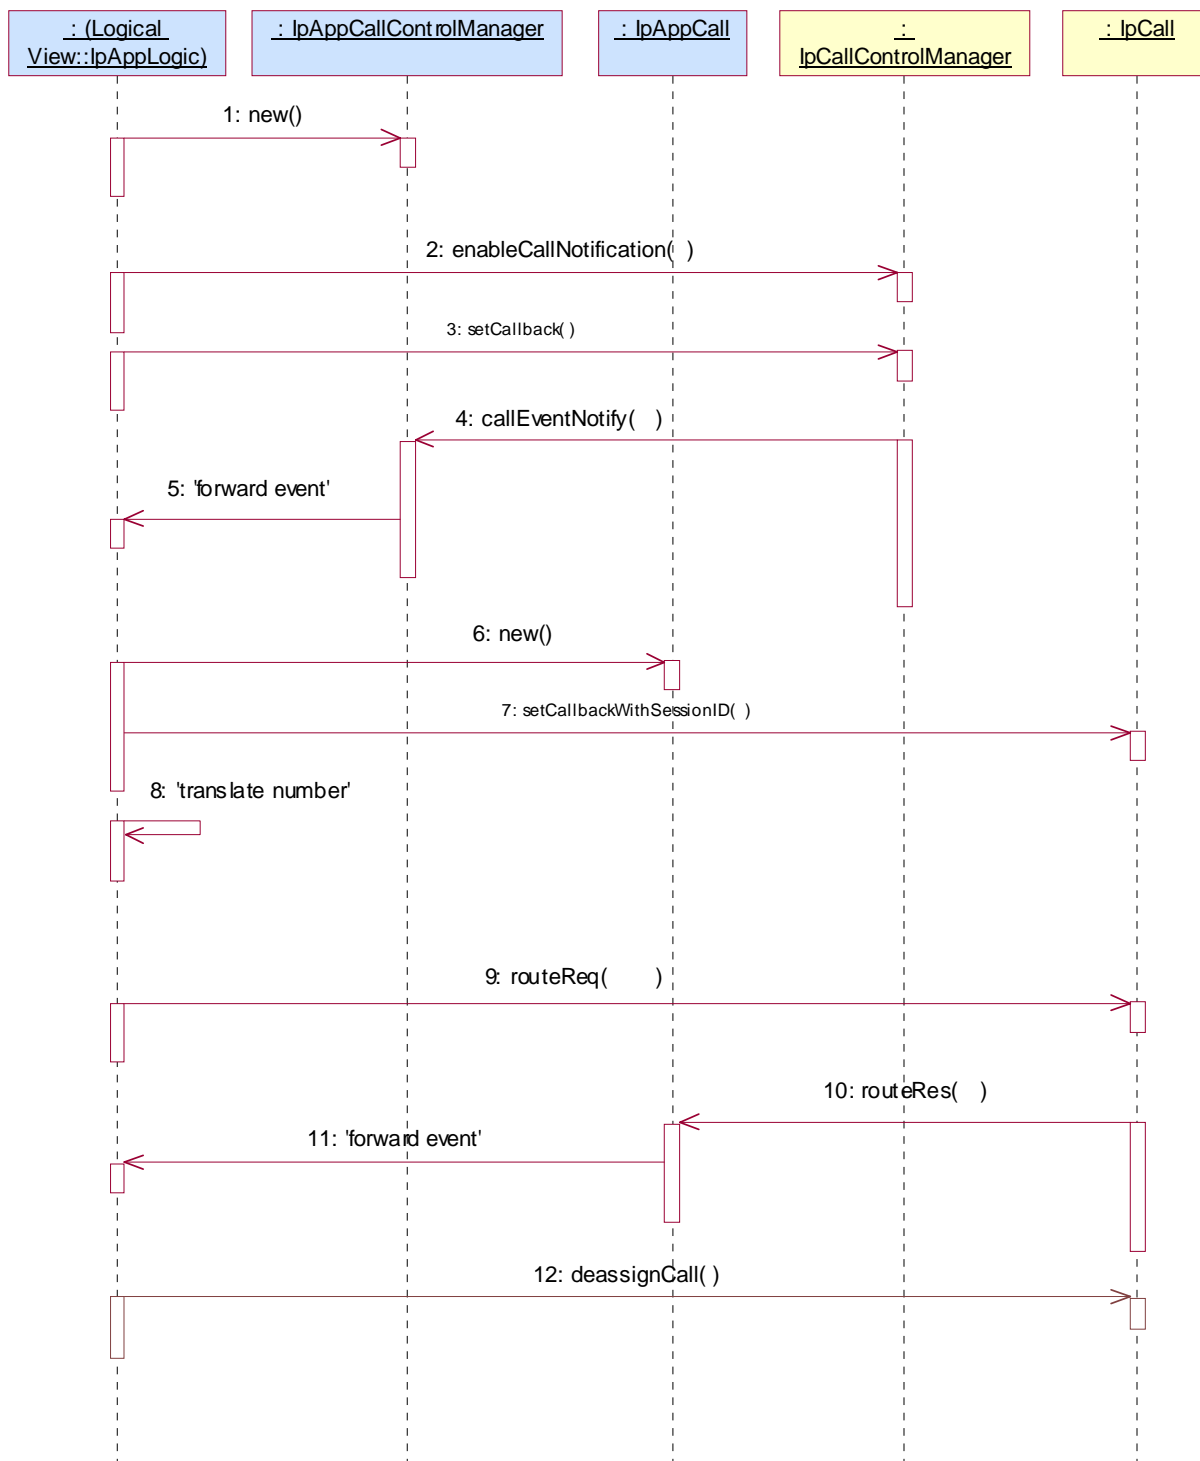 : (Logical
View::IpAppLogic)
: IpAppCallControlManager
: IpAppCall
:
IpCallControlManager
: IpCall
1: new()
2: enableCallNotification( )
3: setCallback( )
4: callEventNotify( )
5: 'forward event'
6: new()
7: setCallbackWithSessionID( )
8: 'translate number'
9: routeReq( )
10: routeRes( )
11: 'forward event'
12: deassignCall( )